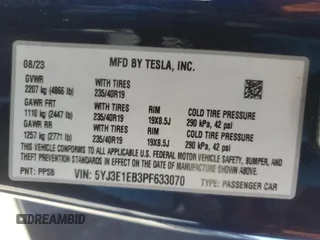 08/23 MFD BY TESLA, INC.
GVWR
2207 kg (4866 lb) WITH TIRES 235/40R19
GAWR FRT
1110 kg (2447 lb) WITH TIRES 235/40R19 RIM 19X8.5J COLD TIRE PRESSURE 290 kPa, 42 psi
GAWR RR
1257 kg (2771 lb) WITH TIRES 235/40R19 RIM 19X8.5J COLD TIRE PRESSURE 290 kPa, 42 psi
THIS VEHICLE CONFORMS TO ALL APPLICABLE FEDERAL MOTOR VEHICLE SAFETY, BUMPER AND THEFT PREVENTION STANDARDS IN EFFECT ON THE DATE OF MANUFACTURE SHOWN ABOVE.
PNT: PPSB VIN: 5YJ3E1EB3PF633070 TYPE: PASSENGER CAR
DREAMBID